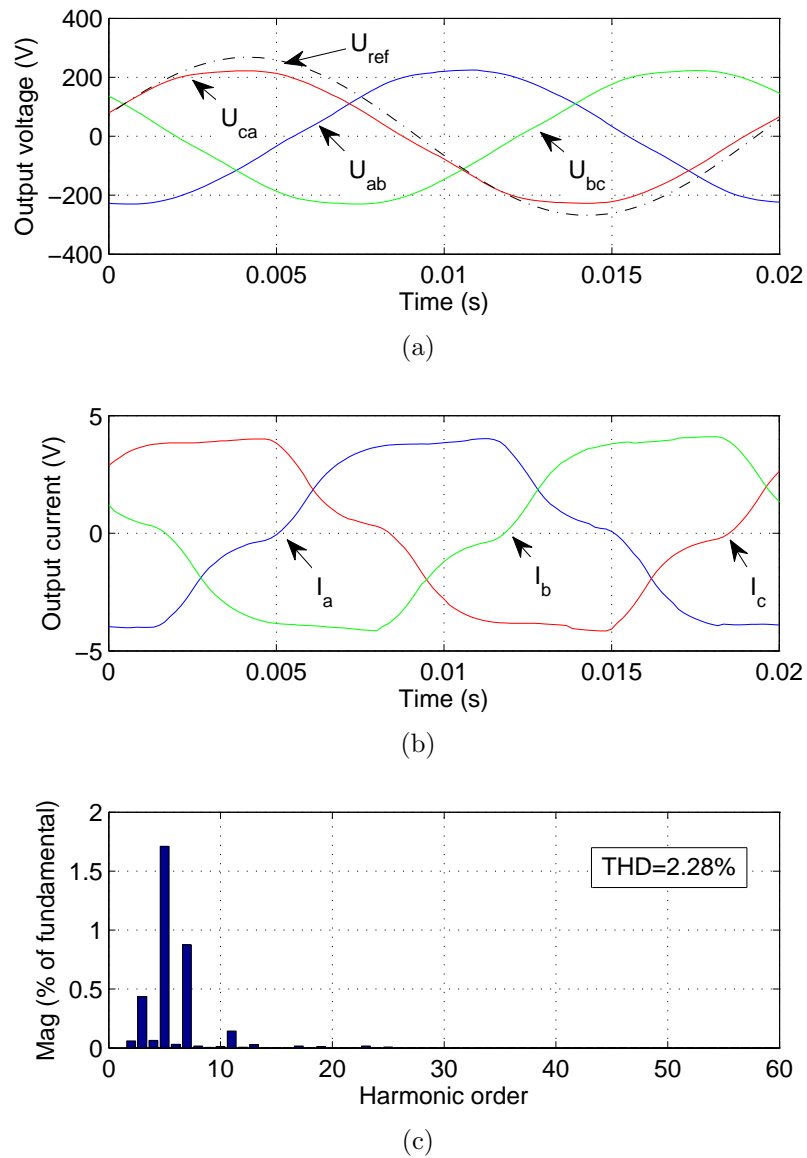 400
200
0
−200
−400
Output voltage (V)
U_ref
U_ca
U_ab
U_bc
0 0.005 0.01 0.015 0.02
Time (s)
(a)
5
0
−5
Output current (V)
I_a
I_b
I_c
0 0.005 0.01 0.015 0.02
Time (s)
(b)
2
1.5
1
0.5
0
Mag (% of fundamental)
THD=2.28%
0 10 20 30 40 50 60
Harmonic order
(c)